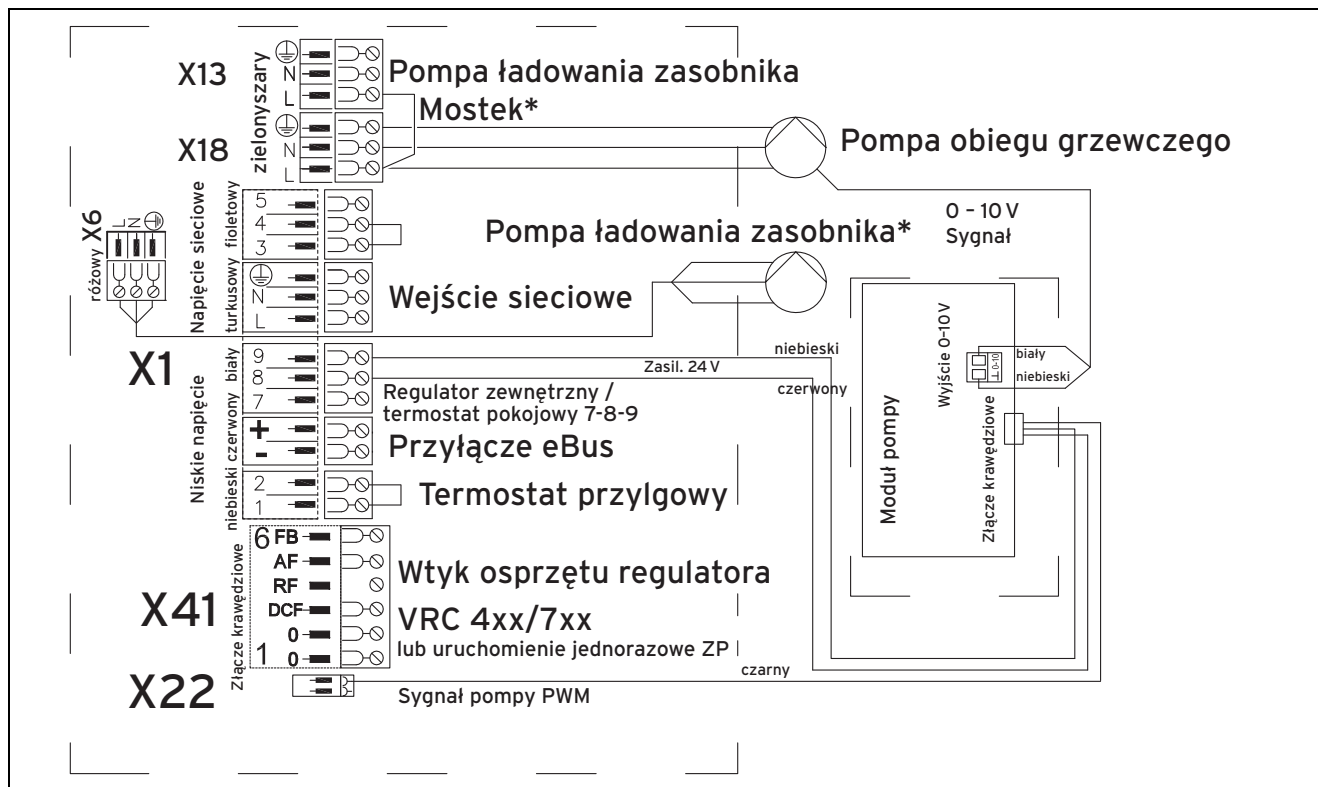 X13
zielonyszary
N
L
Pompa ładowania zasobnika
Mostek*
X18
N
L
Pompa obiegu grzewczego
różowy X6
L
N
Napięcie sieciowe
fioletowy
5
4
3
0 - 10 V
Sygnał
Pompa ładowania zasobnika*
turkusowy
N
L
Wejście sieciowe
X1
Niskie napięcie
biały
9
8
7
niebieski
Zasil. 24 V
czerwony
Regulator zewnętrzny /
termostat pokojowy 7-8-9
czerwony
+
-
Przyłącze eBus
niebieski
2
1
Termostat przylgowy
Moduł pompy
Wyjście 0-10 V
0-10
biały
niebieski
Złącze krawędziowe
X41
Złącze krawędziowe
6 FB
AF
RF
DCF
0
1 0
Wtyk osprzętu regulatora
VRC 4xx/7xx
lub uruchomienie jednorazowe ZP
X22
czarny
Sygnał pompy PWM